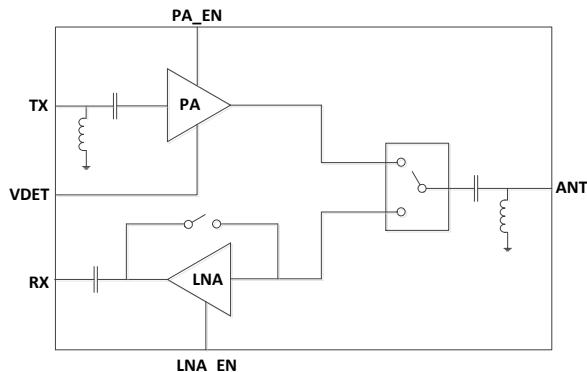 PA_EN
TX
PA
VDET
ANT
RX
LNA
LNA_EN